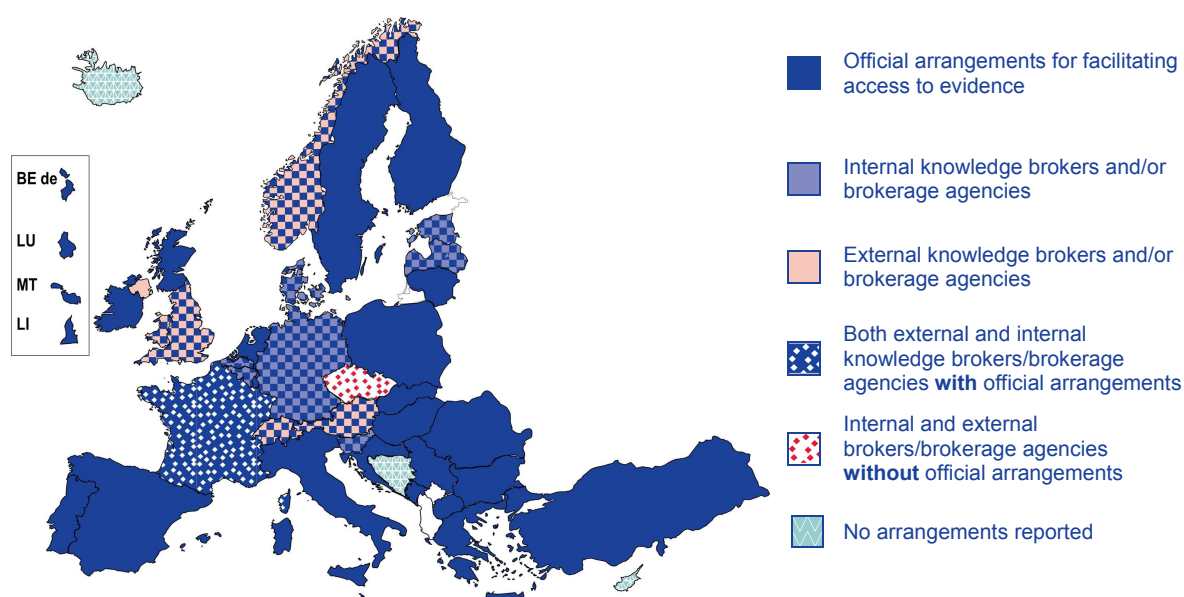 BE de
LU
MT
LI
Official arrangements for facilitating
access to evidence
Internal knowledge brokers and/or
brokerage agencies
External knowledge brokers and/or
brokerage agencies
Both external and internal
knowledge brokers/brokerage
agencies with official arrangements
Internal and external
brokers/brokerage agencies
without official arrangements
No arrangements reported